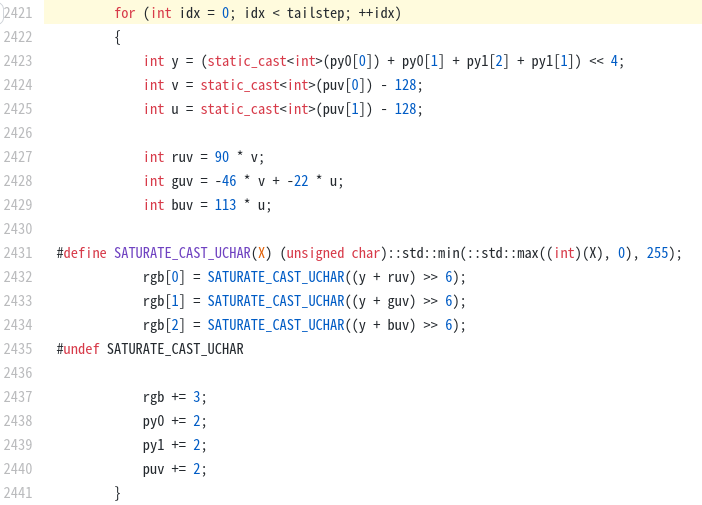 2421 for (int idx = 0; idx < tailstep; ++idx)
2422 {
2423 int y = (static_cast<int>(py0[0]) + py0[1] + py1[2] + py1[1]) << 4;
2424 int v = static_cast<int>(puv[0]) - 128;
2425 int u = static_cast<int>(puv[1]) - 128;
2426
2427 int ruv = 90 * v;
2428 int guv = -46 * v + -22 * u;
2429 int buv = 113 * u;
2430
2431 #define SATURATE_CAST_UCHAR(X) (unsigned char)::std::min(::std::max((int)(X), 0), 255);
2432 rgb[0] = SATURATE_CAST_UCHAR((y + ruv) >> 6);
2433 rgb[1] = SATURATE_CAST_UCHAR((y + guv) >> 6);
2434 rgb[2] = SATURATE_CAST_UCHAR((y + buv) >> 6);
2435 #undef SATURATE_CAST_UCHAR
2436
2437 rgb += 3;
2438 py0 += 2;
2439 py1 += 2;
2440 puv += 2;
2441 }